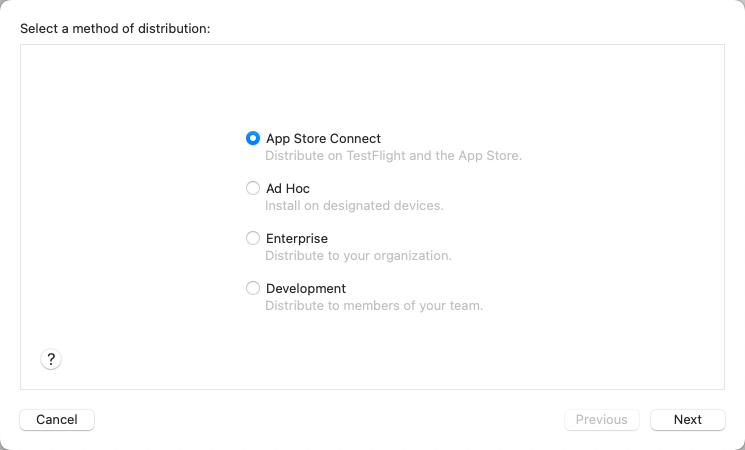 Select a method of distribution:
App Store Connect
Distribute on TestFlight and the App Store.
Ad Hoc
Install on designated devices.
Enterprise
Distribute to your organization.
Development
Distribute to members of your team.
?
Cancel
Previous
Next